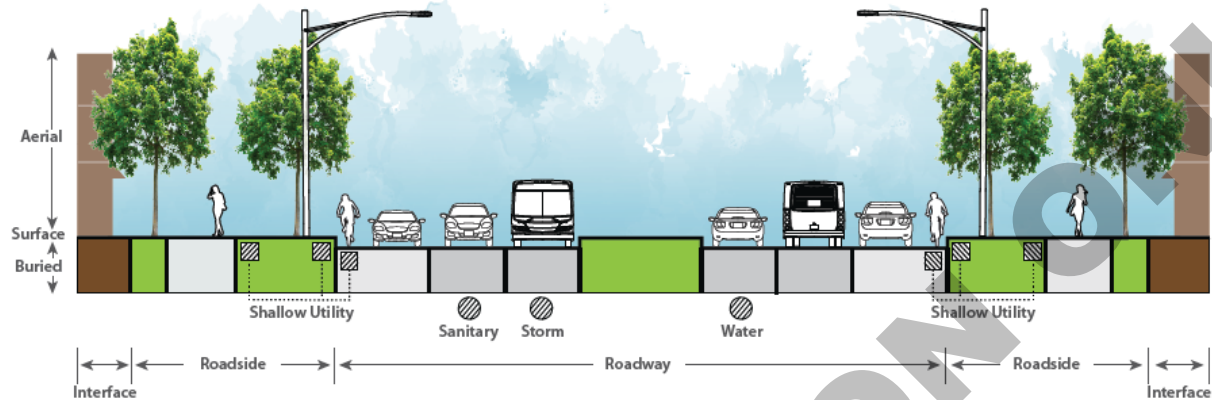 Aerial
Surface
Buried
Shallow Utility
Sanitary
Storm
Water
Shallow Utility
Interface
Roadside
Roadway
Roadside
Interface